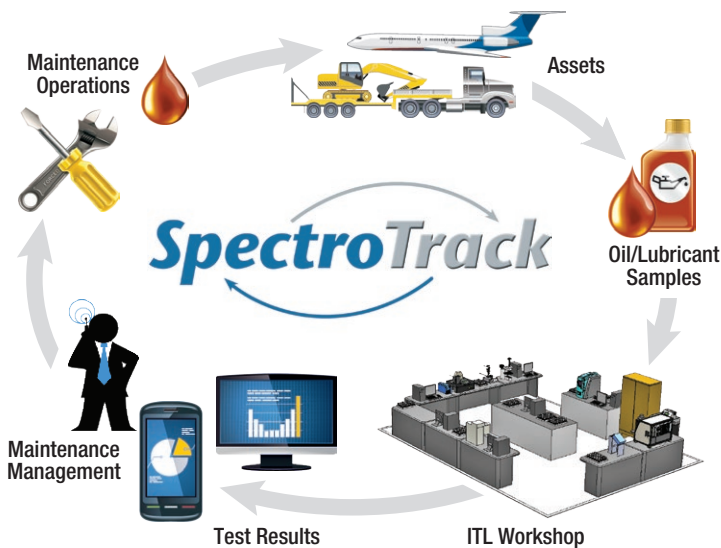 Maintenance
Operations
Assets
SpectroTrack
Oil/Lubricant
Samples
Maintenance
Management
Test Results
ITL Workshop